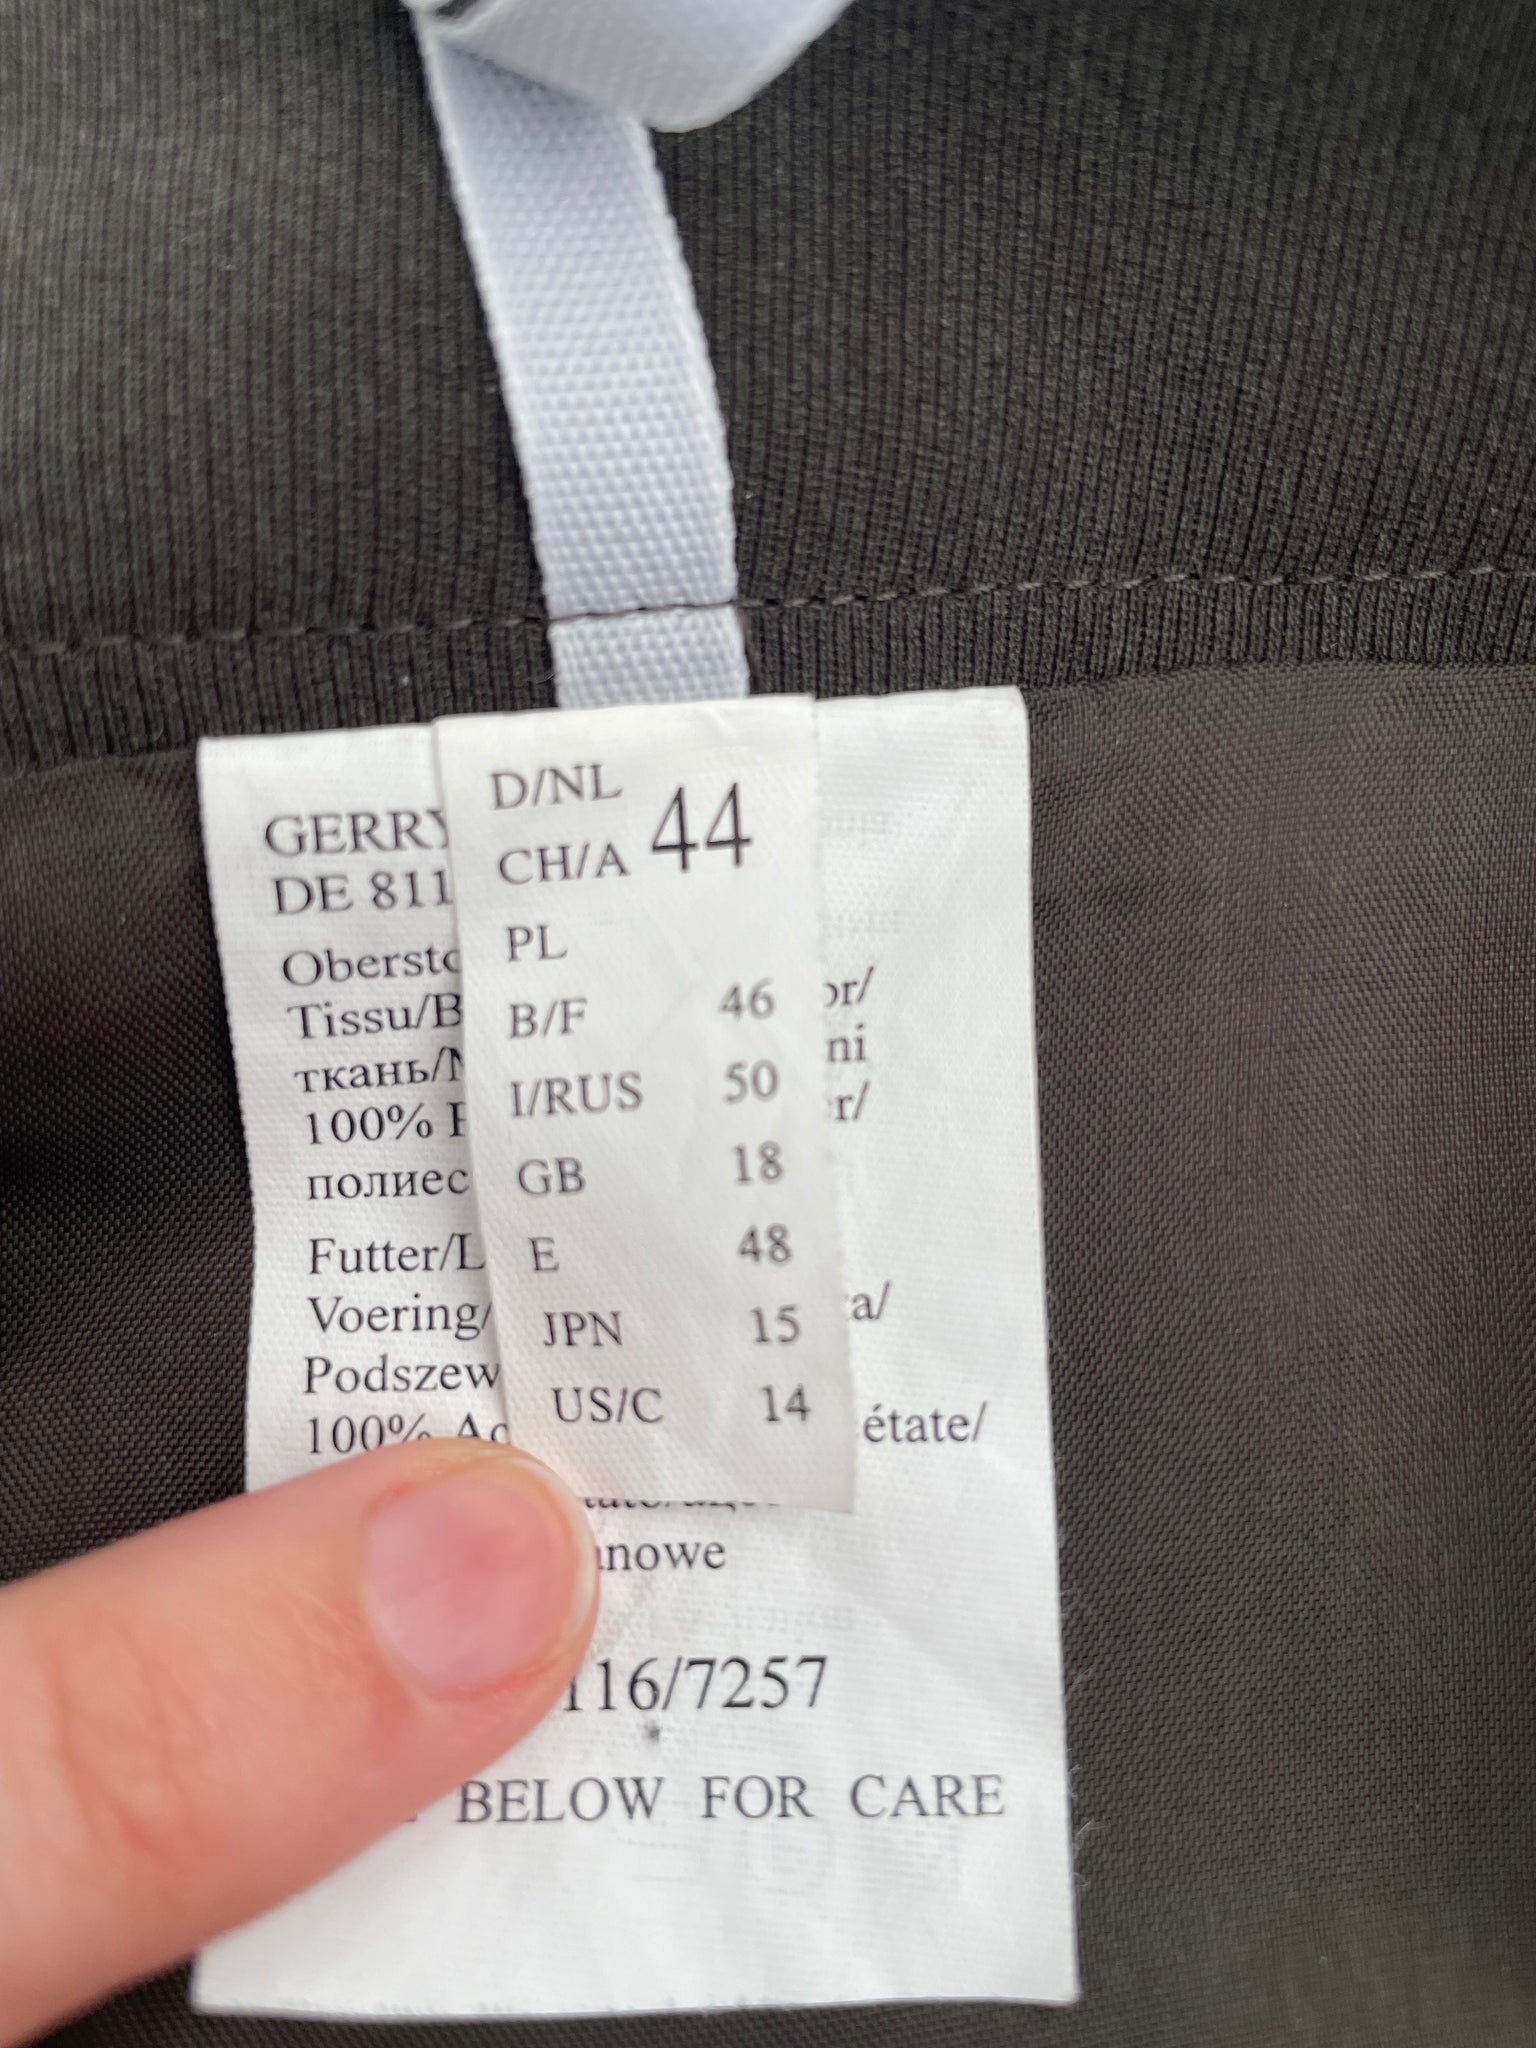 D/NL
CH/A 44
PL
B/F 46
I/RUS 50
GB 18
E 48
JPN 15
US/C 14
GERRY
DE 811
Oberst
Tissu/B or/
ткань/ ni
100% r/
полиес
Futter/L
Voering/ a/
Podszew
100% Ac étate/
nowe
116/7257
BELOW FOR CARE